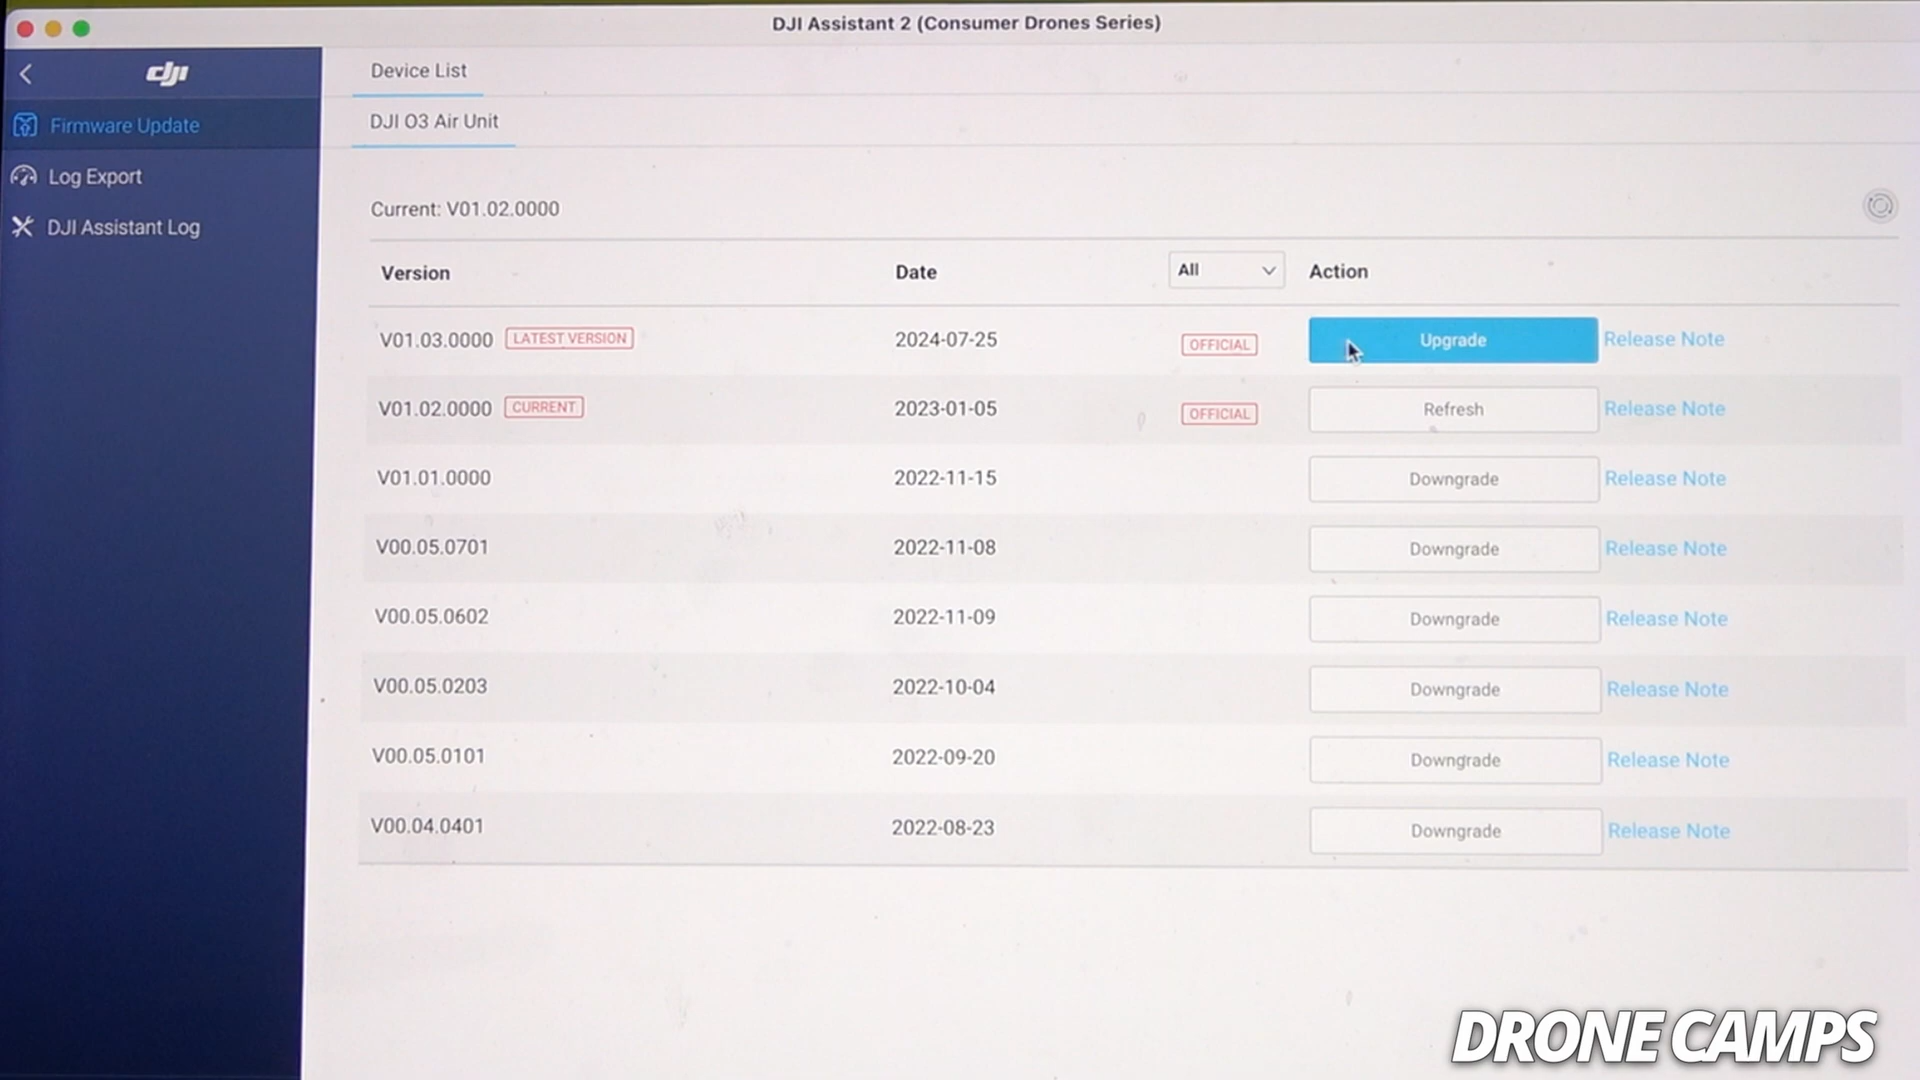 DJI Assistant 2 (Consumer Drones Series)
dji
Firmware Update
Log Export
DJI Assistant Log
Device List
DJI O3 Air Unit
Current: V01.02.0000
Version Date All Action
V01.03.0000 LATEST VERSION 2024-07-25 OFFICIAL Upgrade Release Note
V01.02.0000 CURRENT 2023-01-05 OFFICIAL Refresh Release Note
V01.01.0000 2022-11-15 Downgrade Release Note
V00.05.0701 2022-11-08 Downgrade Release Note
V00.05.0602 2022-11-09 Downgrade Release Note
V00.05.0203 2022-10-04 Downgrade Release Note
V00.05.0101 2022-09-20 Downgrade Release Note
V00.04.0401 2022-08-23 Downgrade Release Note
DRONE CAMPS